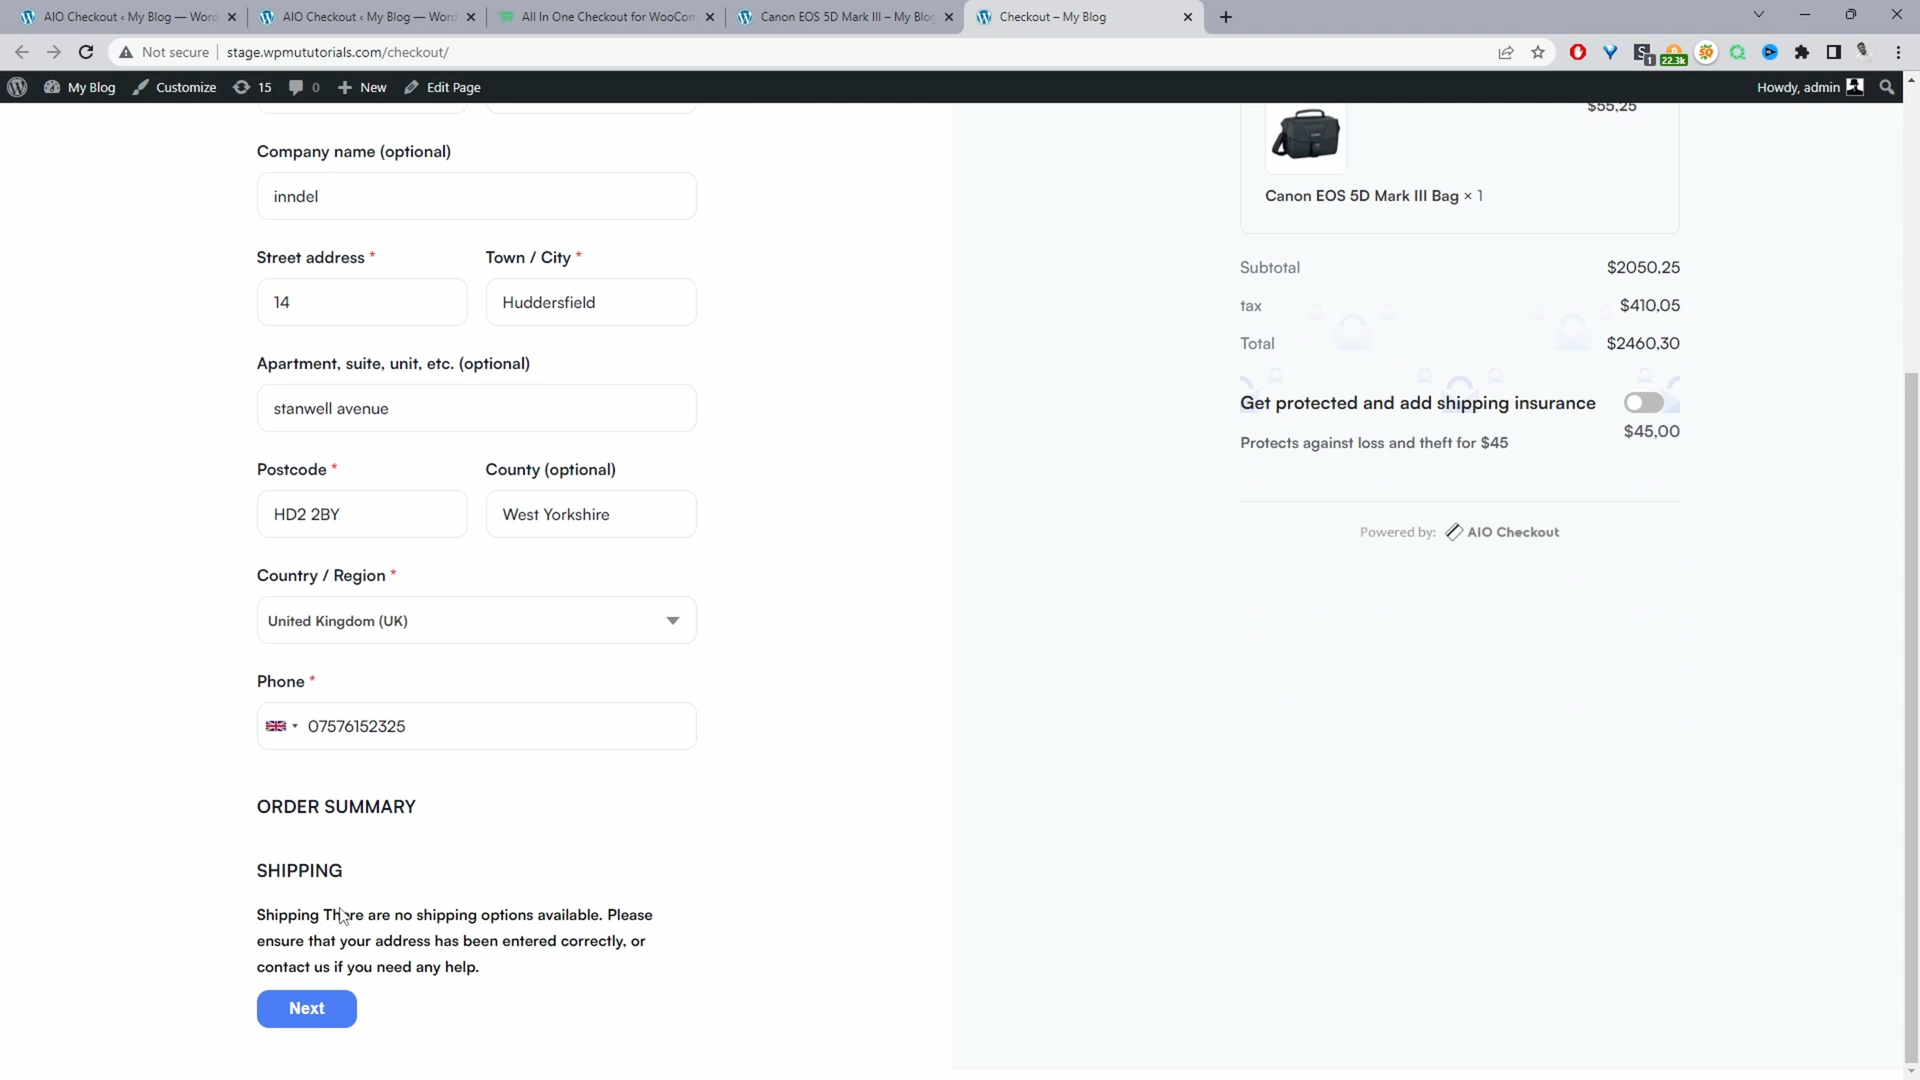 AIO Checkout ‹ My Blog — Word
AIO Checkout ‹ My Blog — Word
All In One Checkout for WooCom
Canon EOS 5D Mark III – My Blog
Checkout – My Blog
Not secure
stage.wpmututorials.com/checkout/
1
22.3k
My Blog
Customize
15
0
New
Edit Page
Howdy, admin
Company name (optional)
inndel
Street address *
Town / City *
14
Huddersfield
Apartment, suite, unit, etc. (optional)
stanwell avenue
Postcode *
County (optional)
HD2 2BY
West Yorkshire
Country / Region *
United Kingdom (UK)
Phone *
07576152325
ORDER SUMMARY
SHIPPING
Shipping There are no shipping options available. Please
ensure that your address has been entered correctly, or
contact us if you need any help.
Next
$55,25
Canon EOS 5D Mark III Bag × 1
Subtotal
$2050,25
tax
$410,05
Total
$2460,30
Get protected and add shipping insurance
$45,00
Protects against loss and theft for $45
Powered by: AIO Checkout